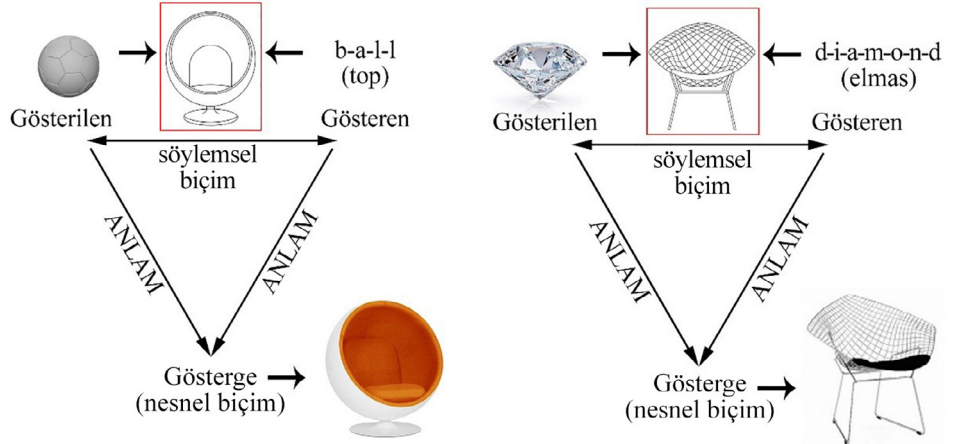 b-a-l-l
(top)
Gösterilen
Gösteren
söylemsel
biçim
ANLAM
ANLAM
Gösterge
(nesnel biçim)
d-i-a-m-o-n-d
(elmas)
Gösterilen
Gösteren
söylemsel
biçim
ANLAM
ANLAM
Gösterge
(nesnel biçim)